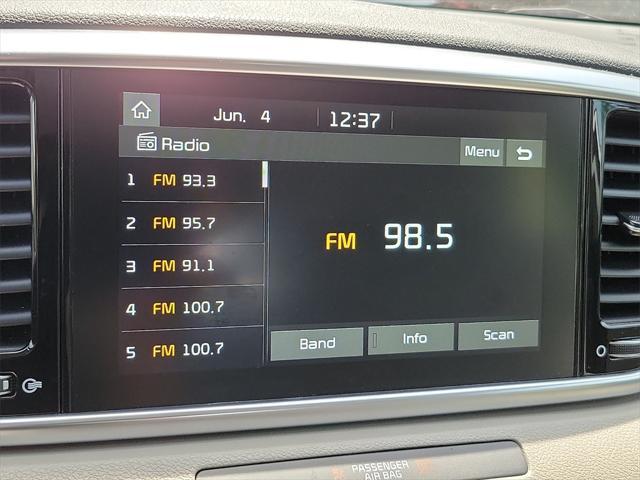 Jun. 4 12:37
Radio Menu
1 FM 93.3
2 FM 95.7
3 FM 91.1
4 FM 100.7
5 FM 100.7
FM 98.5
Band Info Scan
PASSENGER
AIR BAG